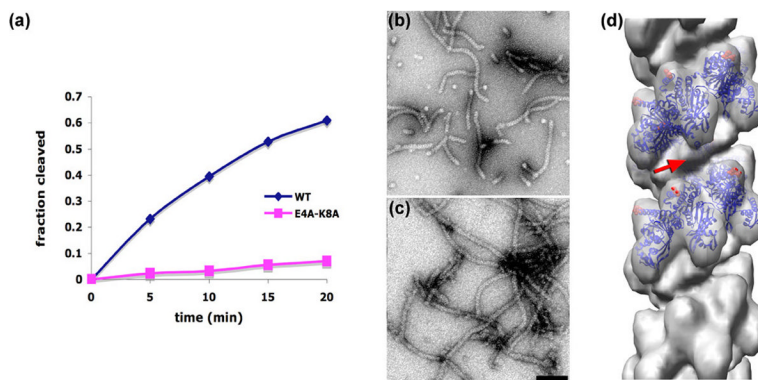 (a)
0.7
0.6
0.5
0.4
0.3
0.2
0.1
0
fraction cleaved
0 5 10 15 20
time (min)
WT
E4A-K8A
(b)
(c)
(d)